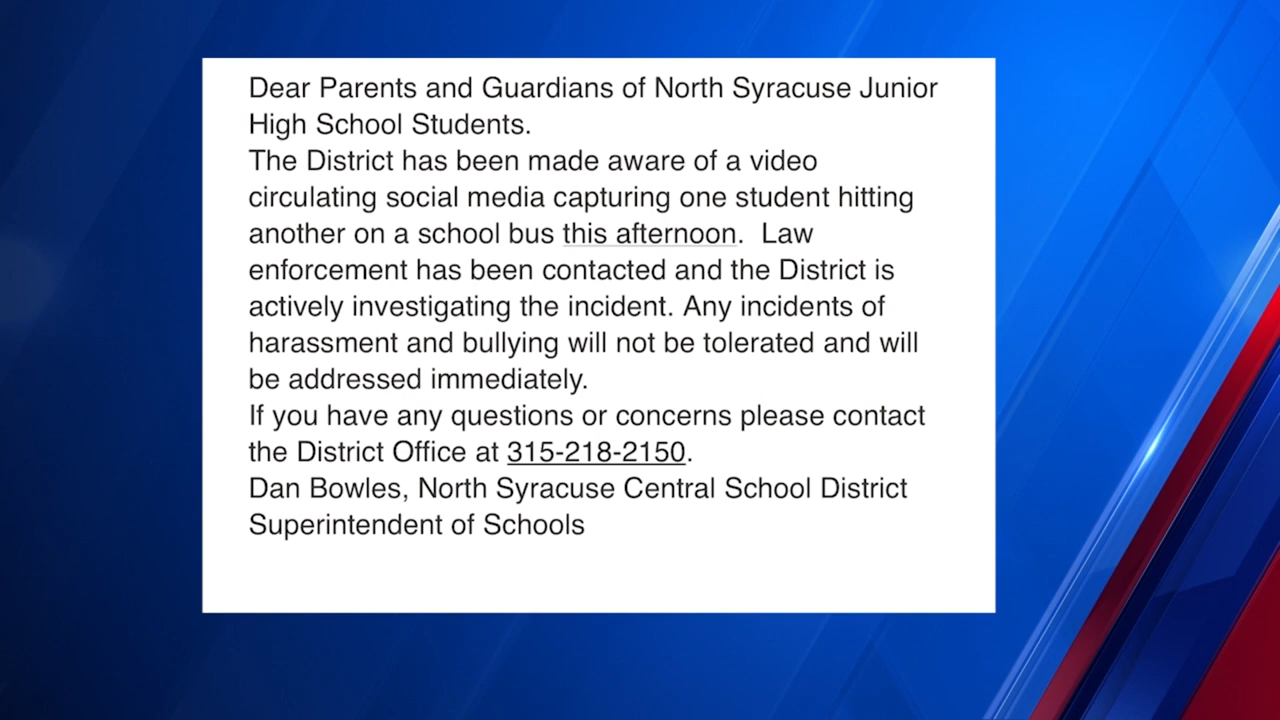 Dear Parents and Guardians of North Syracuse Junior
High School Students.
The District has been made aware of a video
circulating social media capturing one student hitting
another on a school bus this afternoon.  Law
enforcement has been contacted and the District is
actively investigating the incident. Any incidents of
harassment and bullying will not be tolerated and will
be addressed immediately.
If you have any questions or concerns please contact
the District Office at 315-218-2150.
Dan Bowles, North Syracuse Central School District
Superintendent of Schools